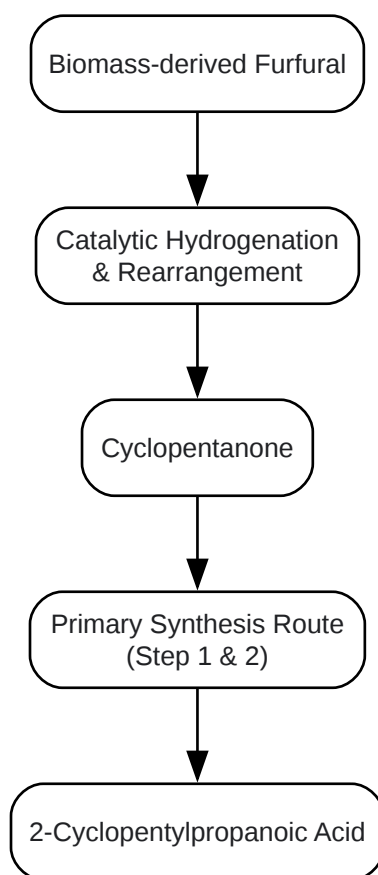 Biomass-derived Furfural
Catalytic Hydrogenation
& Rearrangement
Cyclopentanone
Primary Synthesis Route
(Step 1 & 2)
2-Cyclopentylpropanoic Acid